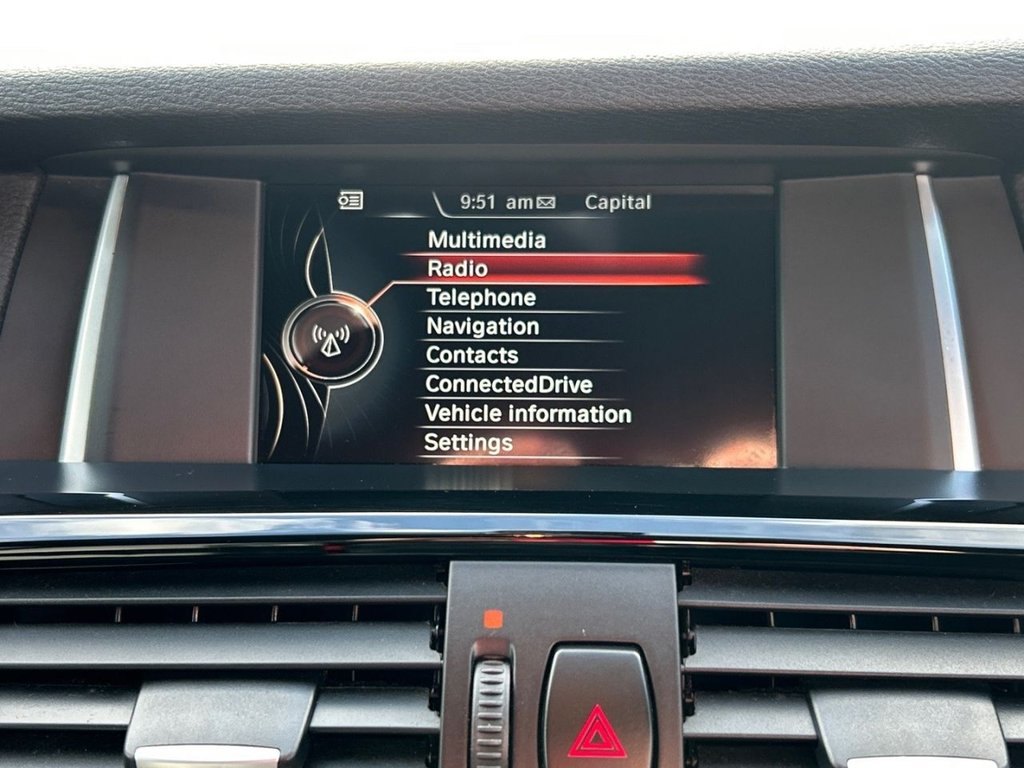 9:51 am Capital
Multimedia
Radio
Telephone
Navigation
Contacts
ConnectedDrive
Vehicle information
Settings